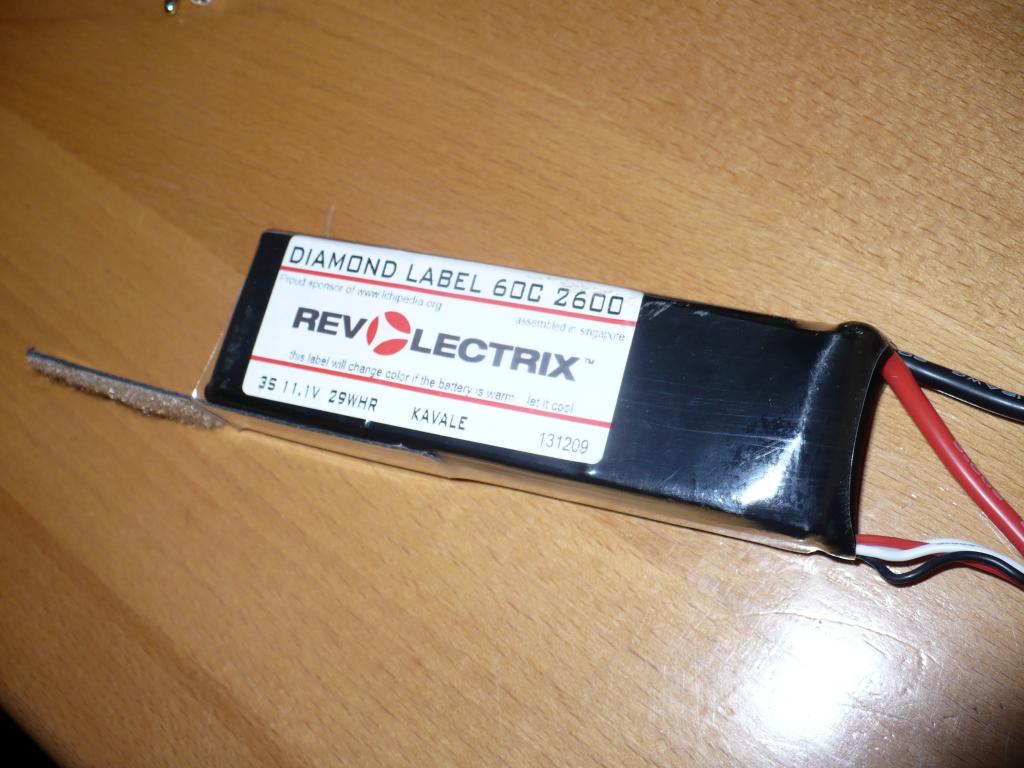 DIAMOND LABEL 60C 2600
Proud sponsor of www.lithipedia.org
assembled in singapore
REVOLECTRIX™
this label will change color if the battery is warm let it cool
3S 11.1V 29WHR KAVALE 131209